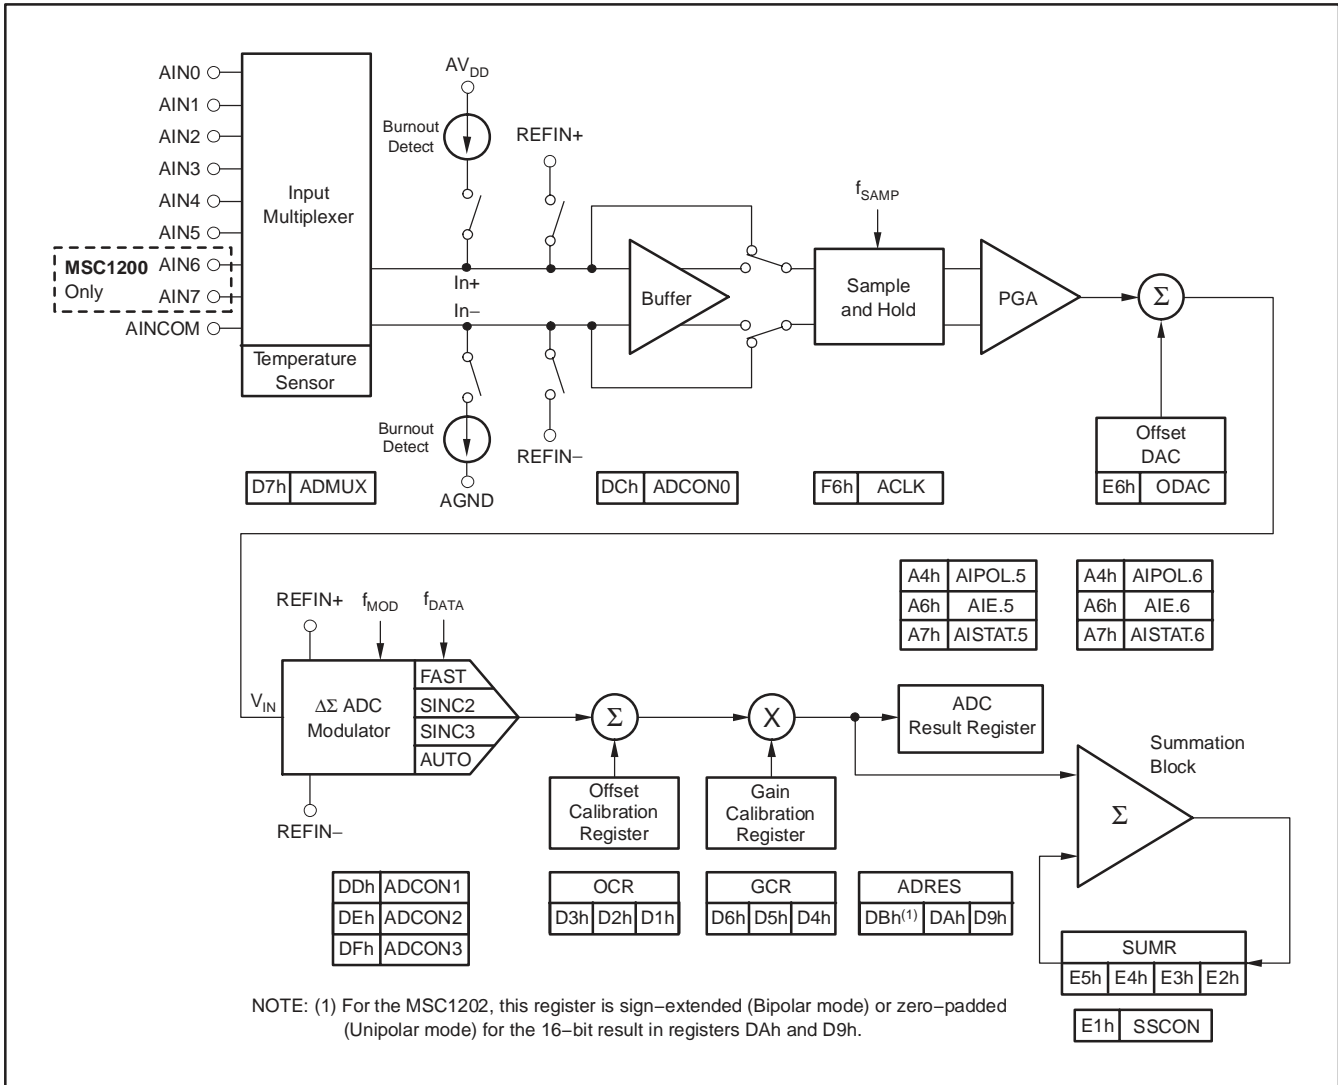 AIN0
AIN1
AIN2
AIN3
AIN4
AIN5
MSC1200
Only
AIN6
AIN7
AINCOM
Input
Multiplexer
Temperature
Sensor
AVDD
Burnout
Detect
REFIN+
In+
In−
Burnout
Detect
REFIN−
AGND
Buffer
fSAMP
Sample
and Hold
PGA
Σ
Offset
DAC
E6h ODAC
D7h ADMUX
DCh ADCON0
F6h ACLK
A4h AIPOL.5
A6h AIE.5
A7h AISTAT.5
A4h AIPOL.6
A6h AIE.6
A7h AISTAT.6
REFIN+
fMOD
fDATA
VIN
ΔΣ ADC
Modulator
FAST
SINC2
SINC3
AUTO
REFIN−
Σ
Offset
Calibration
Register
X
Gain
Calibration
Register
ADC
Result Register
Summation
Block
Σ
DDh ADCON1
DEh ADCON2
DFh ADCON3
OCR
D3h D2h D1h
GCR
D6h D5h D4h
ADRES
DBh(1) DAh D9h
SUMR
E5h E4h E3h E2h
E1h SSCON
NOTE: (1) For the MSC1202, this register is sign−extended (Bipolar mode) or zero−padded
(Unipolar mode) for the 16−bit result in registers DAh and D9h.